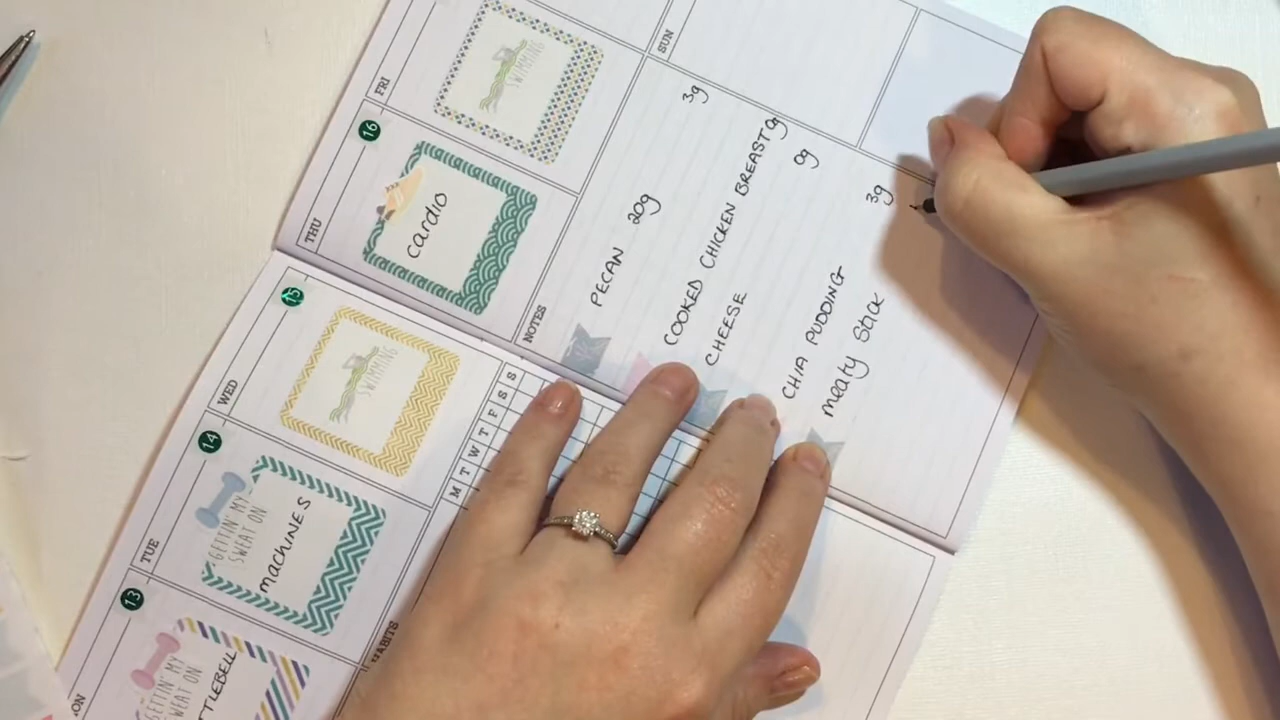 SUN
FRI
SWIMMING
16
THU
cardio
NOTES
PECAN 20g 3g
COOKED CHICKEN BREAST 0g
CHEESE 0g
CHIA PUDDING 3g
meaty Stick
15
WED
SWIMMING
14
TUE
GETTIN' MY
SWEAT ON
machines
M T W T F S S
13
GETTIN' MY
SWEAT ON